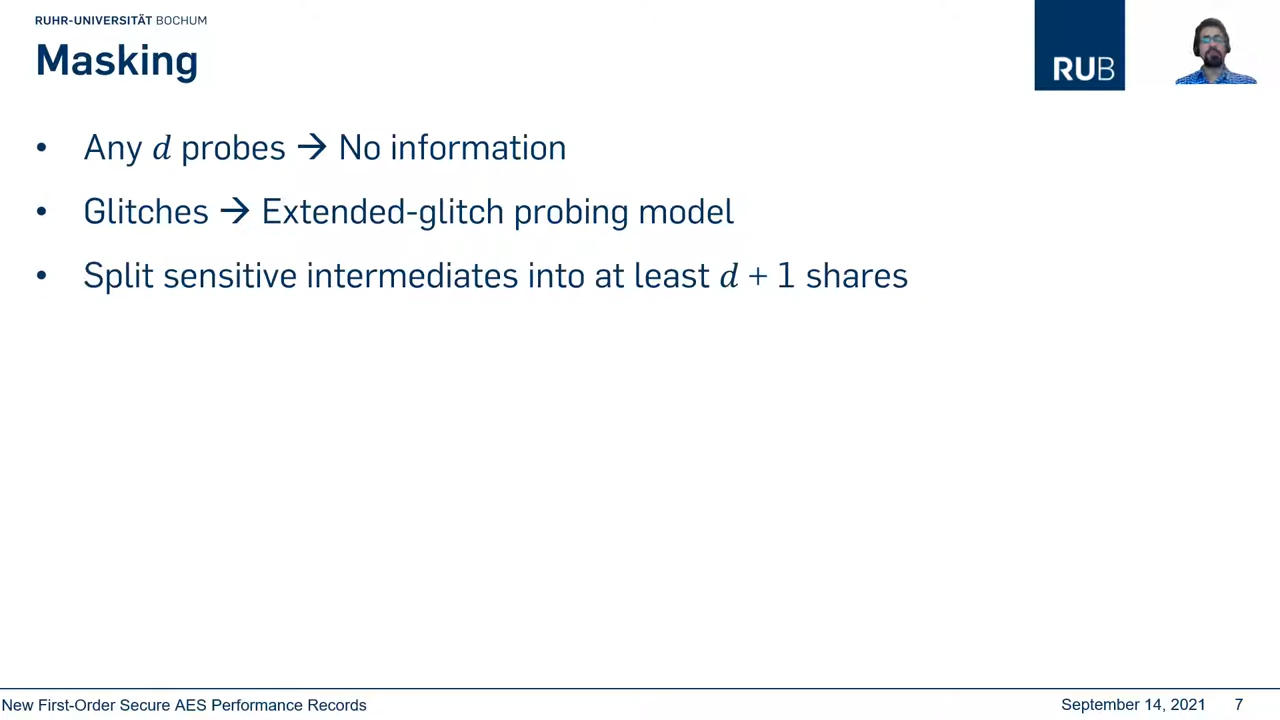 RUHR-UNIVERSITÄT BOCHUM
Masking
RUB
• Any d probes → No information
• Glitches → Extended-glitch probing model
• Split sensitive intermediates into at least d + 1 shares
New First-Order Secure AES Performance Records
September 14, 2021 7